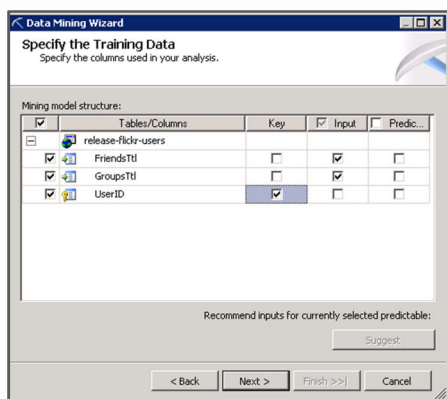 Data Mining Wizard
Specify the Training Data
Specify the columns used in your analysis.
Mining model structure:
Tables/Columns Key Input Predic...
release-flickr-users
FriendsTtl
GroupsTtl
UserID
Recommend inputs for currently selected predictable:
Suggest
< Back Next > Finish >>| Cancel